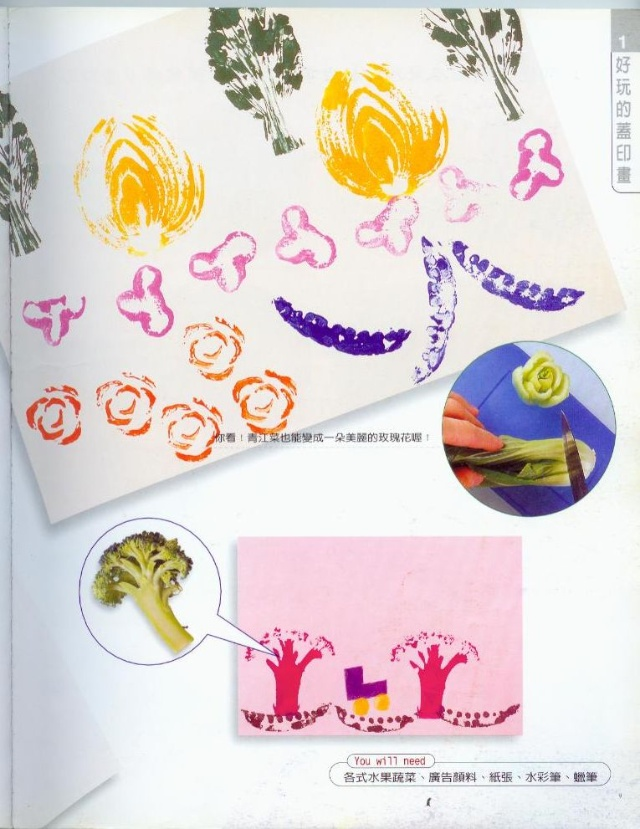 1
好玩的蓋印畫
你看！青江菜也能變成一朵美麗的玫瑰花喔！
You will need
各式水果蔬菜、廣告顏料、紙張、水彩筆、蠟筆